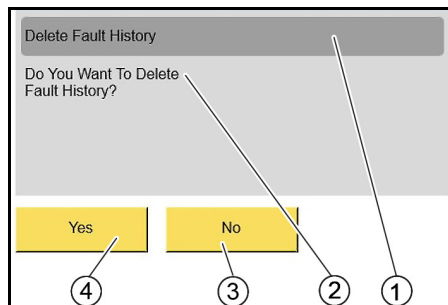 Delete Fault History
Do You Want To Delete
Fault History?
Yes
No
4
3
2
1